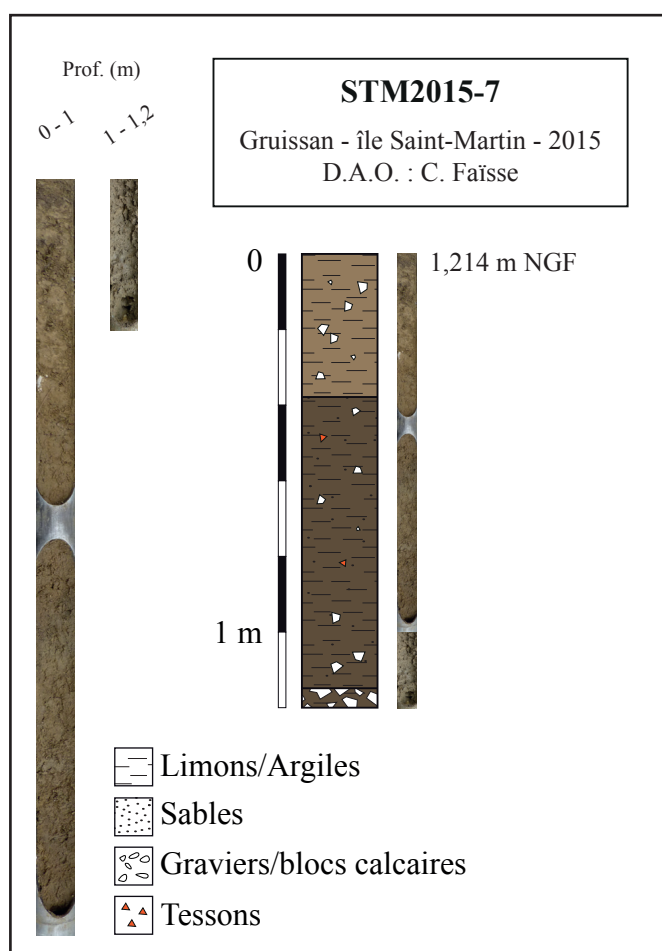 Prof. (m)
0 - 1
1 - 1,2
STM2015-7
Gruissan - île Saint-Martin - 2015
D.A.O. : C. Faïsse
0
1,214 m NGF
1 m
Limons/Argiles
Sables
Graviers/blocs calcaires
Tessons